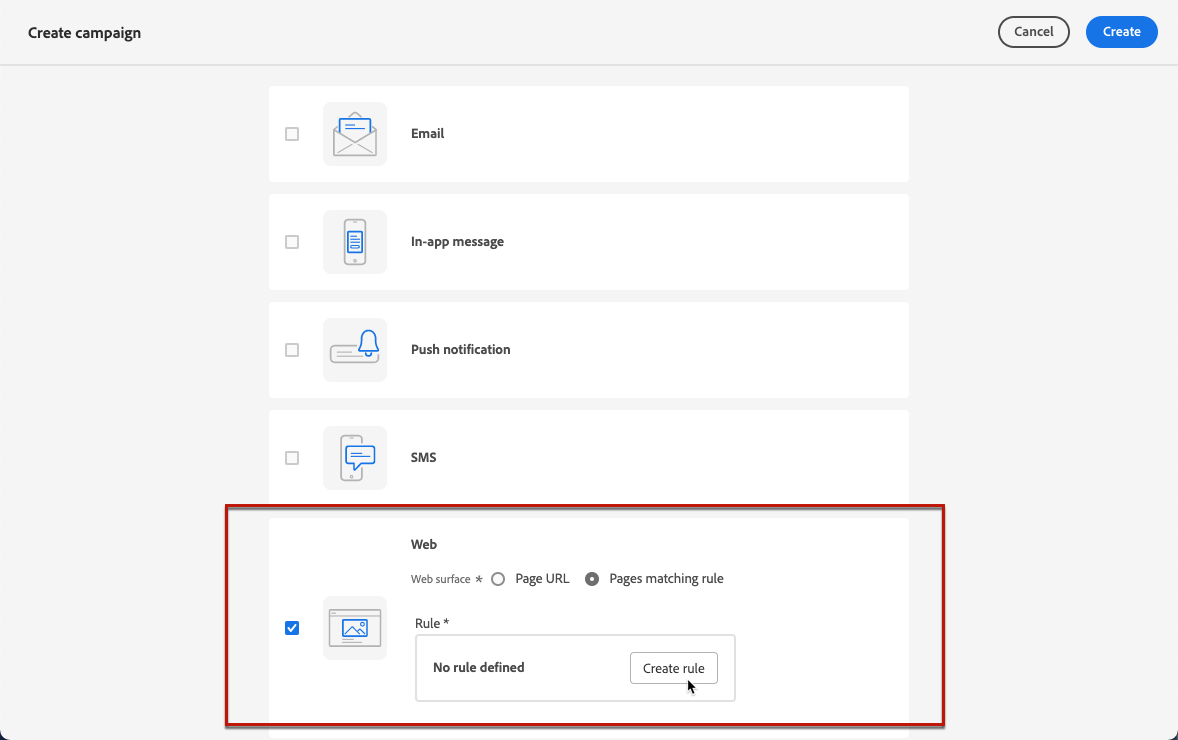 Create campaign
Cancel
Create
Email
In-app message
Push notification
SMS
Web
Web surface * Page URL Pages matching rule
Rule *
No rule defined
Create rule